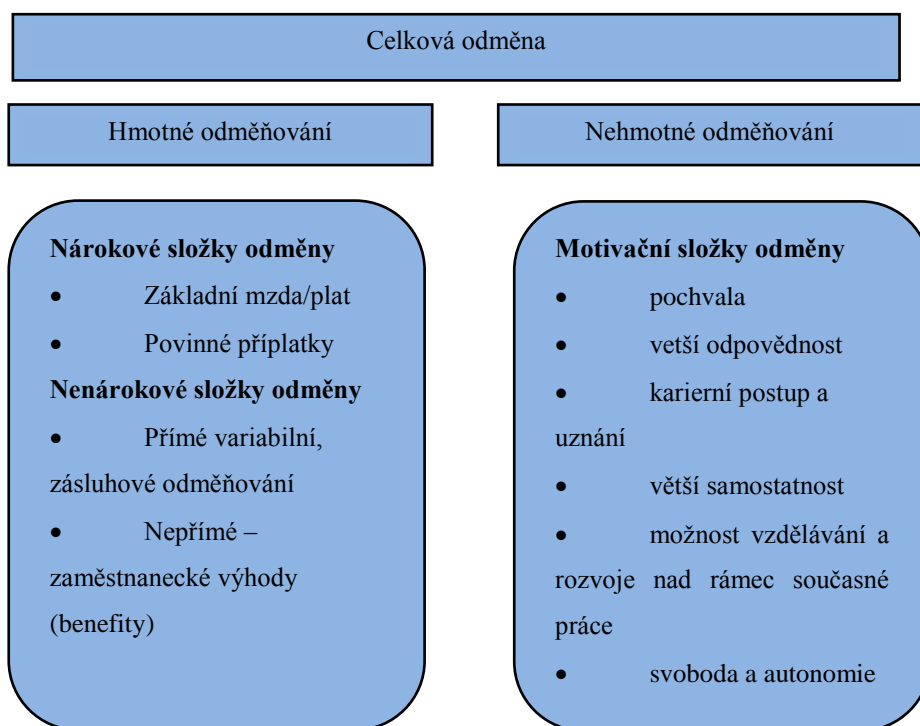 Celková odměna
Hmotné odměňování
Nehmotné odměňování
Nárokové složky odměny
• Základní mzda/plat
• Povinné příplatky
Nenárokové složky odměny
• Přímé variabilní,
zásluhové odměňování
• Nepřímé –
zaměstnanecké výhody
(benefity)
Motivační složky odměny
• pochvala
• vetší odpovědnost
• karierní postup a
uznání
• větší samostatnost
• možnost vzdělávání a
rozvoje nad rámec současné
práce
• svoboda a autonomie